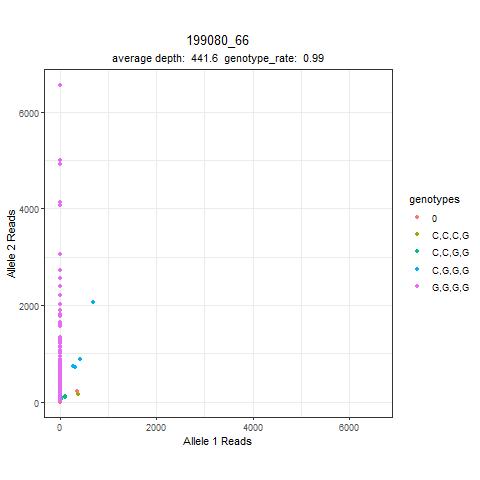 199080_66
average depth: 441.6 genotype_rate: 0.99
Allele 2 Reads
6000
4000
2000
0
0 2000 4000 6000
Allele 1 Reads
genotypes
0
C,C,C,G
C,C,G,G
C,G,G,G
G,G,G,G